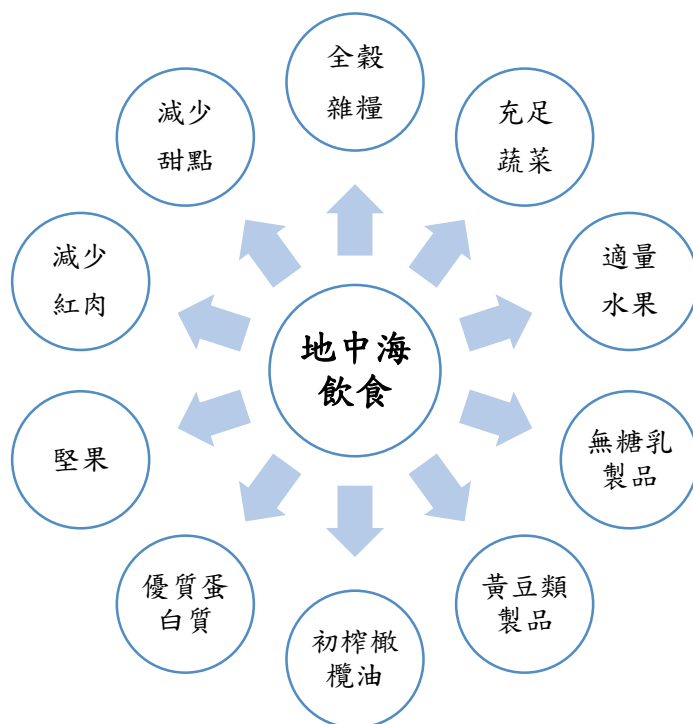 全穀
雜糧
充足
蔬菜
適量
水果
無糖乳
製品
黃豆類
製品
初榨橄
欖油
優質蛋
白質
堅果
減少
紅肉
減少
甜點
地中海
飲食